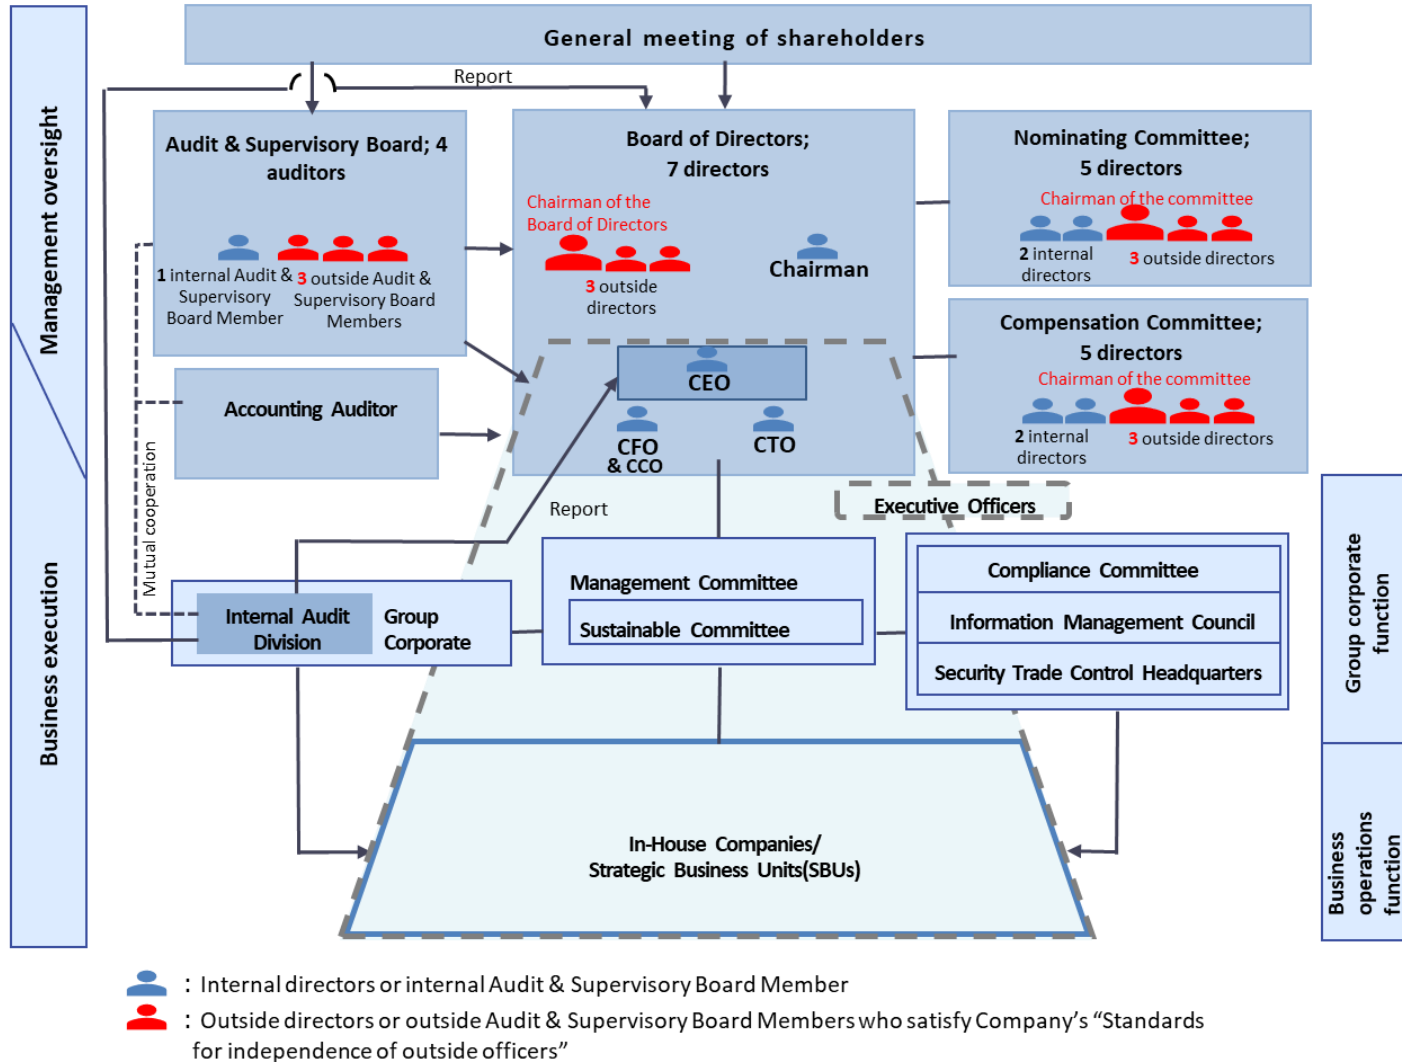 General meeting of shareholders
Report
Management oversight
Audit & Supervisory Board; 4
auditors
1 internal Audit &
Supervisory
Board Member
3 outside Audit &
Supervisory Board
Members
Board of Directors;
7 directors
Chairman of the
Board of Directors
3 outside
directors
Chairman
Nominating Committee;
5 directors
Chairman of the committee
2 internal
directors
3 outside directors
Compensation Committee;
5 directors
Chairman of the committee
2 internal
directors
3 outside directors
CEO
CFO
& CCO
CTO
Accounting Auditor
Mutual cooperation
Report
Executive Officers
Business execution
Internal Audit
Division
Group
Corporate
Management Committee
Sustainable Committee
Compliance Committee
Information Management Council
Security Trade Control Headquarters
Group corporate
function
In-House Companies/
Strategic Business Units(SBUs)
Business
operations
function
: Internal directors or internal Audit & Supervisory Board Member
: Outside directors or outside Audit & Supervisory Board Members who satisfy Company’s “Standards
for independence of outside officers”